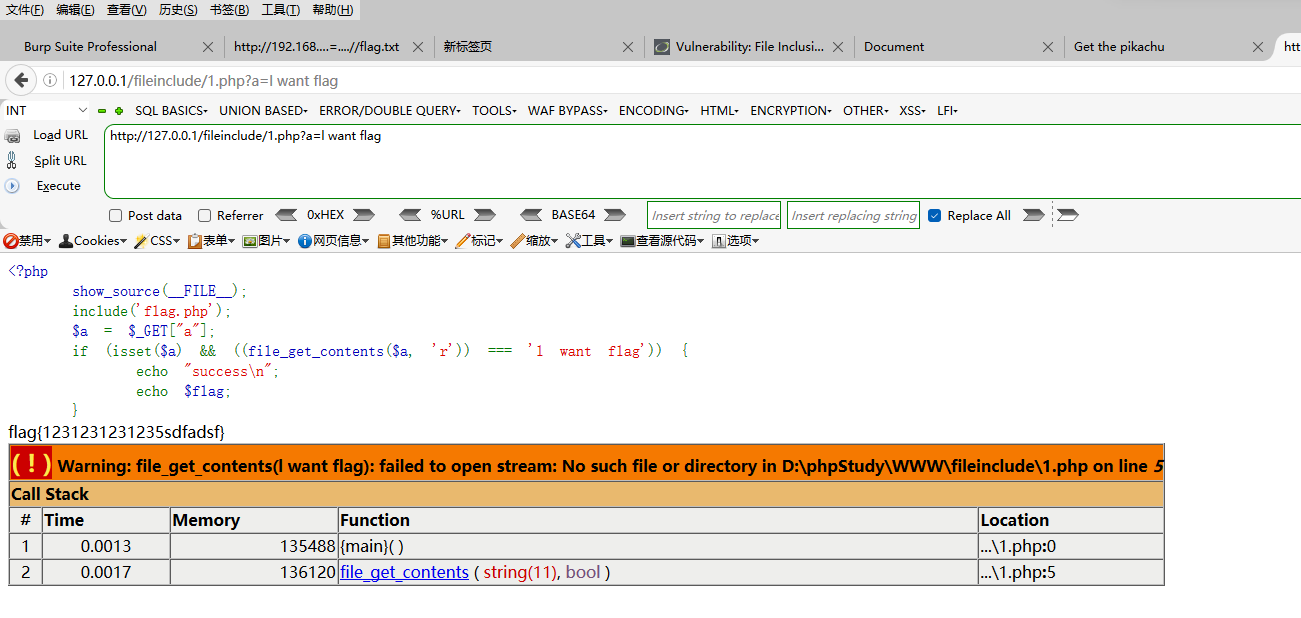 文件(F) 编辑(E) 查看(V) 历史(S) 书签(B) 工具(T) 帮助(H)
Burp Suite Professional http://192.168....=....//flag.txt 新标签页 Vulnerability: File Inclusi... Document Get the pikachu htt
127.0.0.1/fileinclude/1.php?a=l want flag
INT SQL BASICS UNION BASED ERROR/DOUBLE QUERY TOOLS WAF BYPASS ENCODING HTML ENCRYPTION OTHER XSS LFI
Load URL http://127.0.0.1/fileinclude/1.php?a=l want flag
Split URL
Execute
Post data Referrer 0xHEX %URL BASE64 Insert string to replace Insert replacing string Replace All
禁用 Cookies CSS 表单 图片 网页信息 其他功能 标记 缩放 工具 查看源代码 选项
<?php
show_source(__FILE__);
include('flag.php');
$a = $_GET["a"];
if (isset($a) && ((file_get_contents($a, 'r')) === 'l want flag')) {
echo "success\n";
echo $flag;
}
flag{1231231231235sdfadsf}
( ! ) Warning: file_get_contents(l want flag): failed to open stream: No such file or directory in D:\phpStudy\WWW\fileinclude\1.php on line 5
Call Stack
# Time Memory Function Location
1 0.0013 135488 {main}( ) ...\1.php:0
2 0.0017 136120 file_get_contents ( string(11), bool ) ...\1.php:5